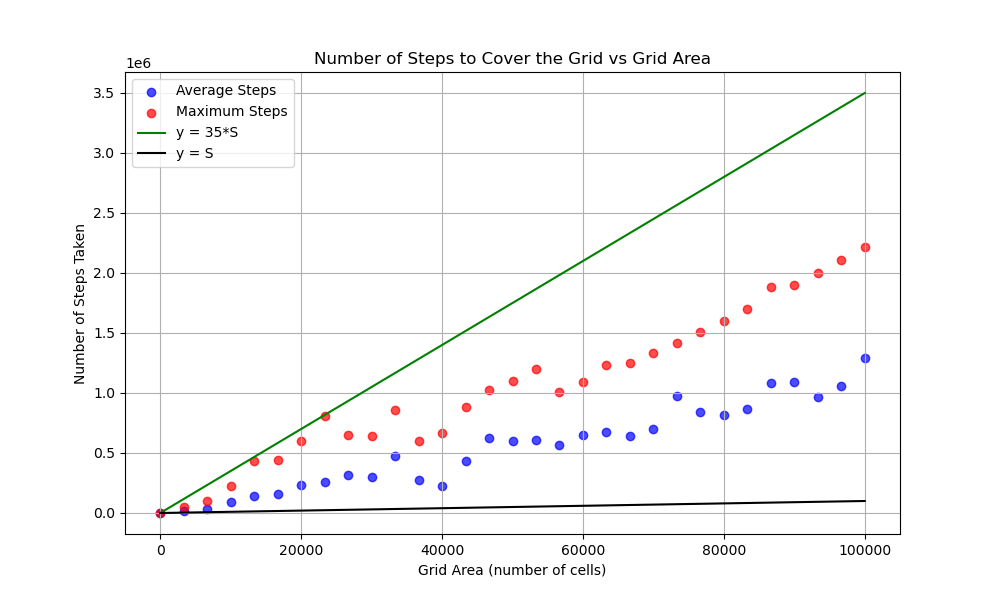 Number of Steps to Cover the Grid vs Grid Area
1e6
Average Steps
Maximum Steps
y = 35*S
y = S
3.5
3.0
2.5
2.0
1.5
1.0
0.5
0.0
Number of Steps Taken
0 20000 40000 60000 80000 100000
Grid Area (number of cells)